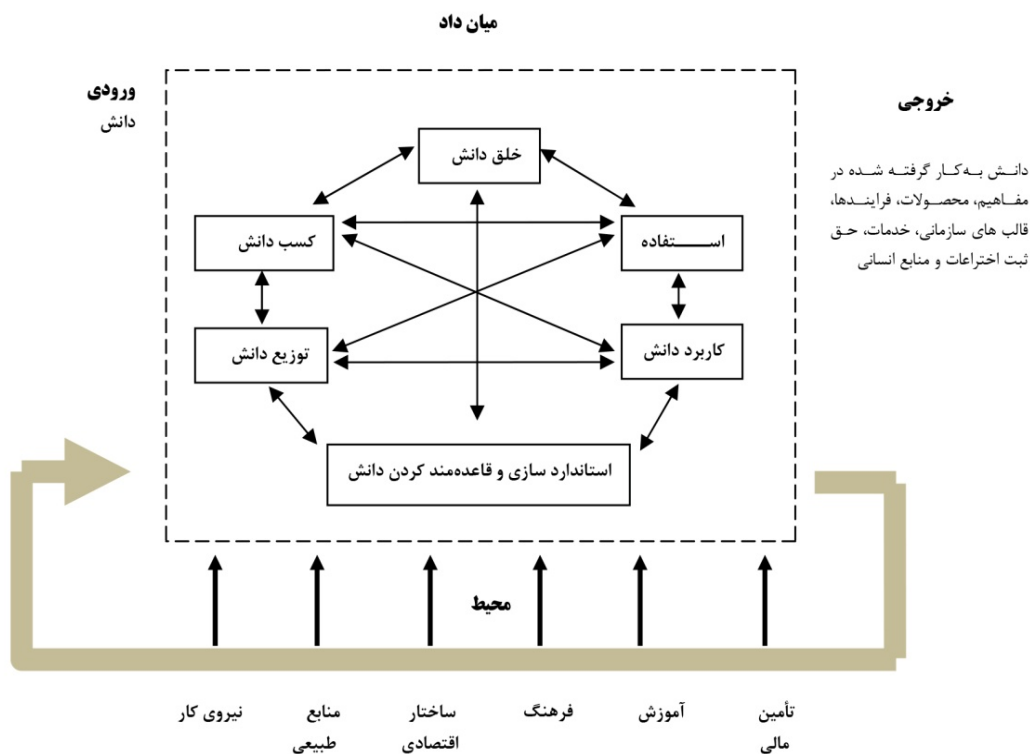 میان داد
ورودی
دانش
خروجی
دانش به‌کار گرفته شده در
مفاهیم، محصولات، فرایندها،
قالب های سازمانی، خدمات، حق
ثبت اختراعات و منابع انسانی
خلق دانش
کسب دانش
استفاده
توزیع دانش
کاربرد دانش
استاندارد سازی و قاعده‌مند کردن دانش
محیط
نیروی کار
منابع
طبیعی
ساختار
اقتصادی
فرهنگ
آموزش
تأمین
مالی